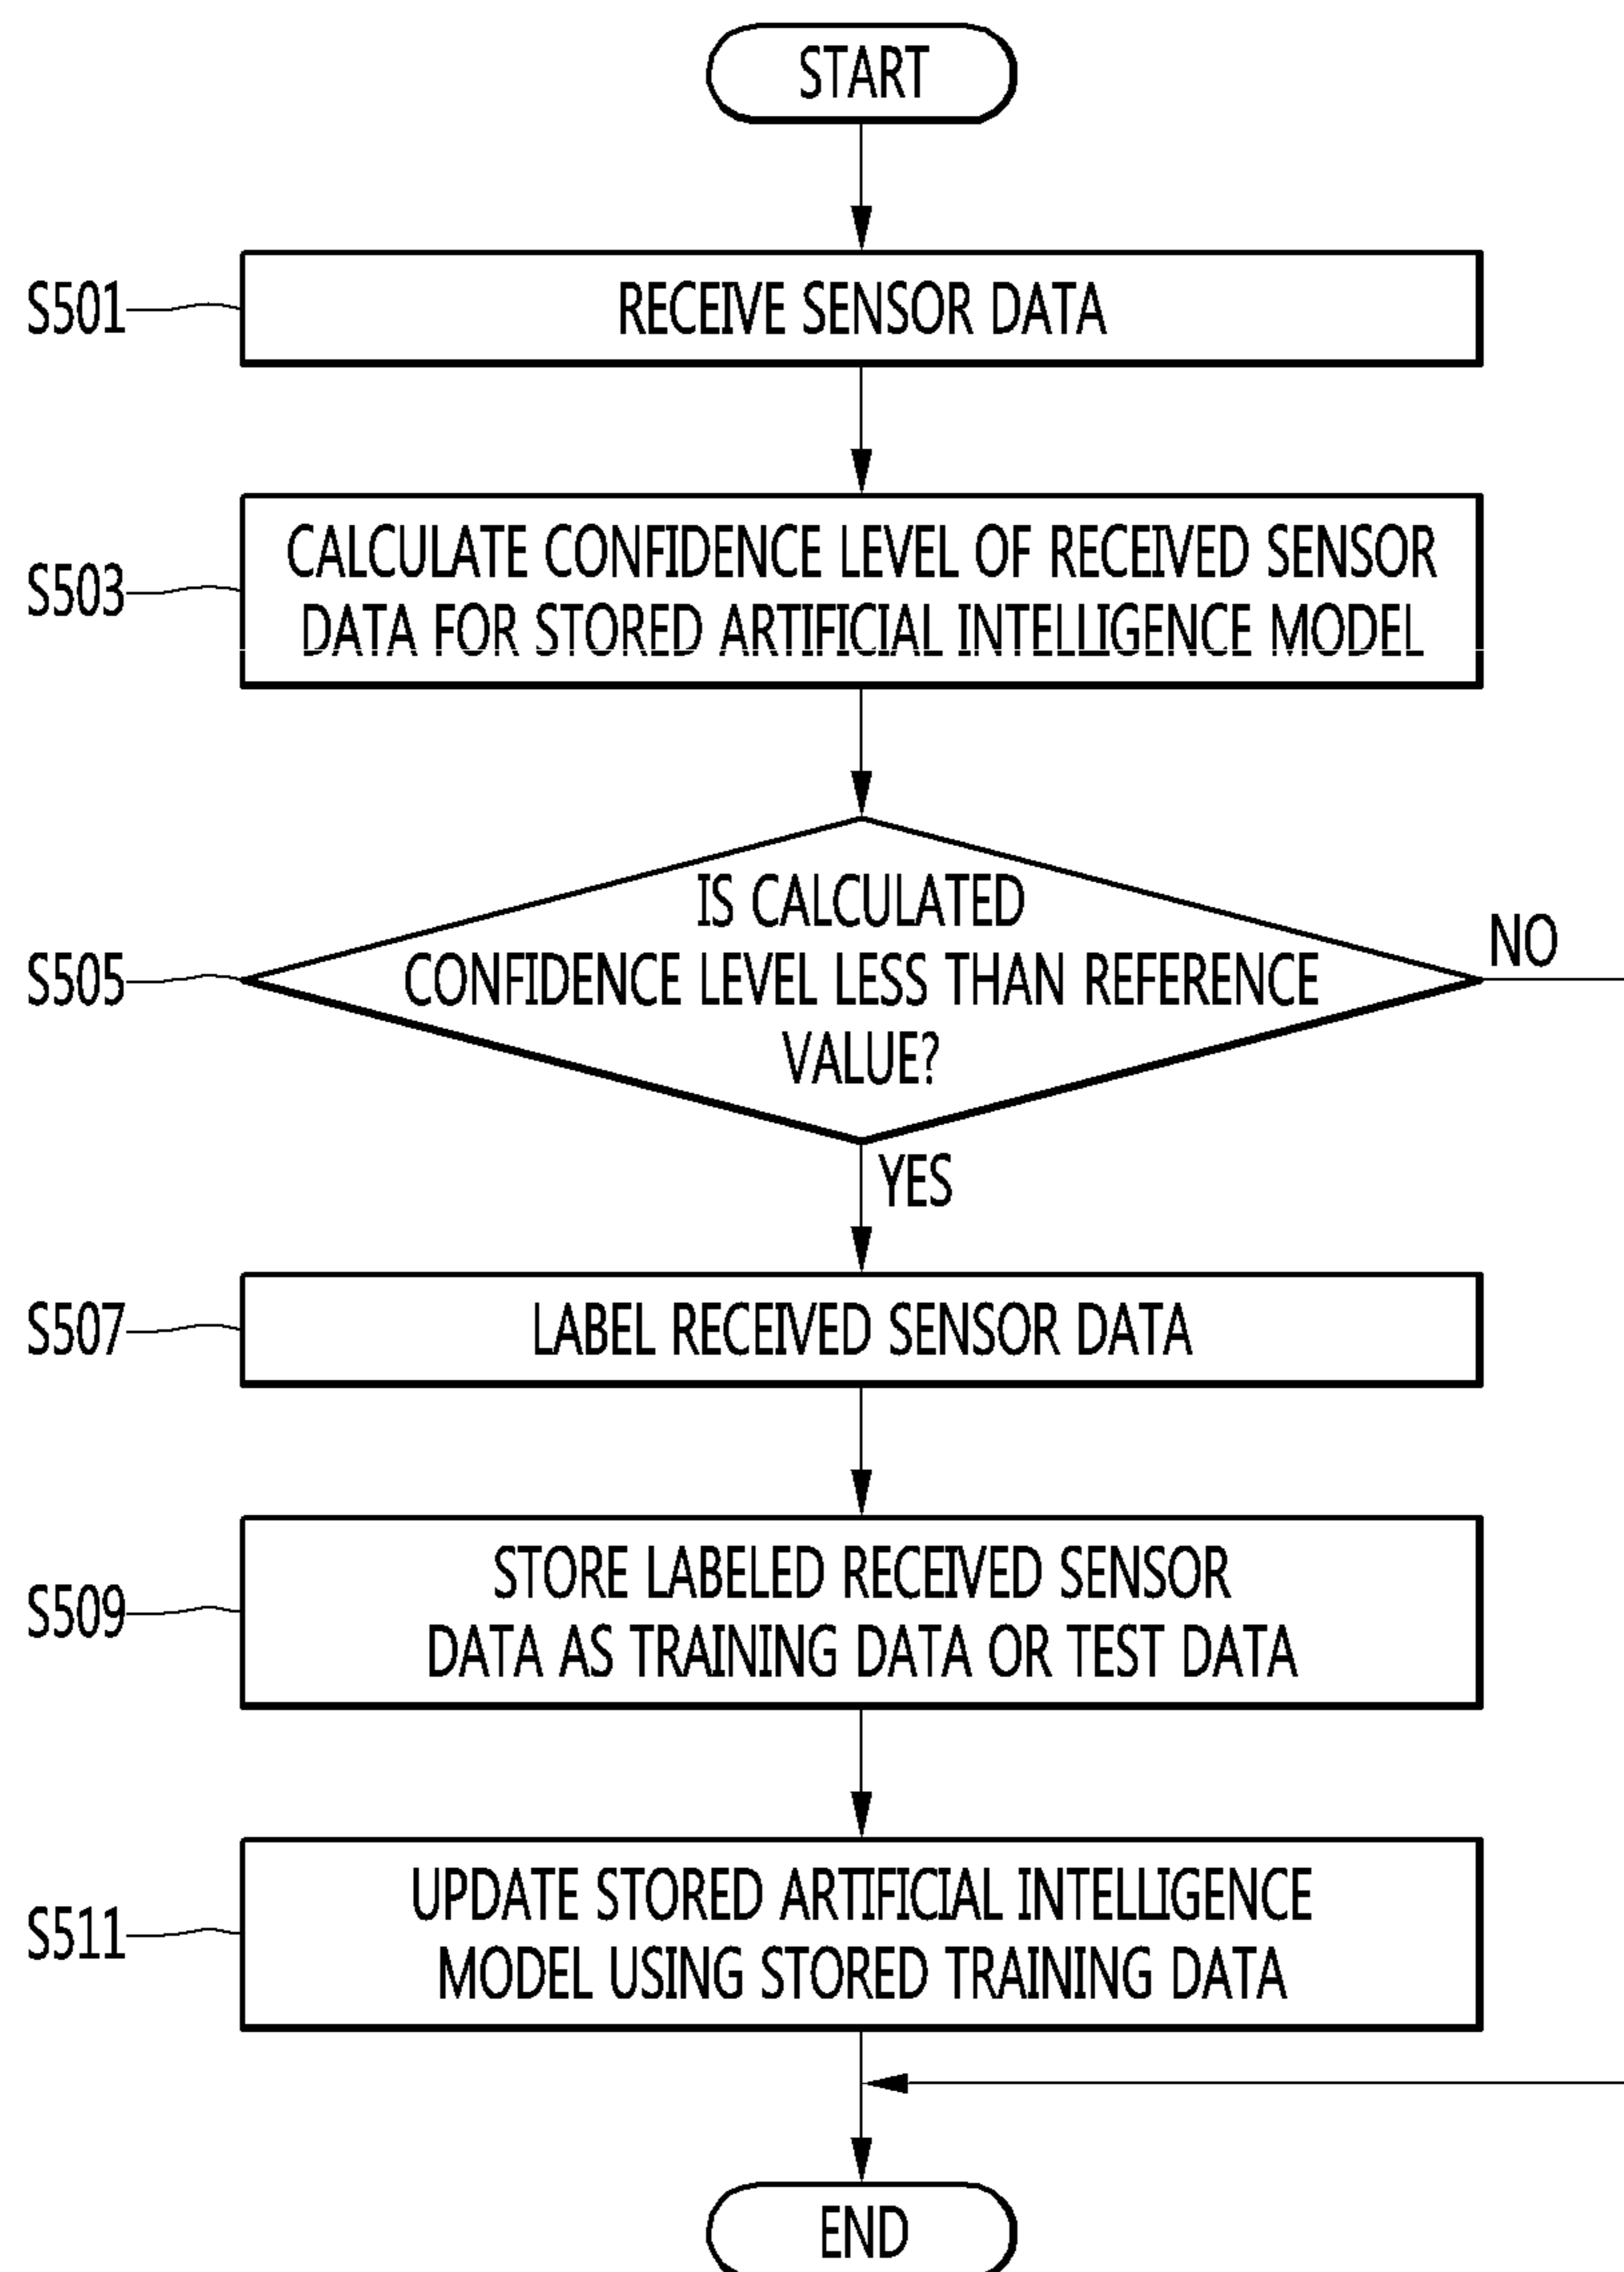 START
S501
RECEIVE SENSOR DATA
S503
CALCULATE CONFIDENCE LEVEL OF RECEIVED SENSOR
DATA FOR STORED ARTIFICIAL INTELLIGENCE MODEL
S505
IS CALCULATED
CONFIDENCE LEVEL LESS THAN REFERENCE
VALUE?
NO
YES
S507
LABEL RECEIVED SENSOR DATA
S509
STORE LABELED RECEIVED SENSOR
DATA AS TRAINING DATA OR TEST DATA
S511
UPDATE STORED ARTIFICIAL INTELLIGENCE
MODEL USING STORED TRAINING DATA
END